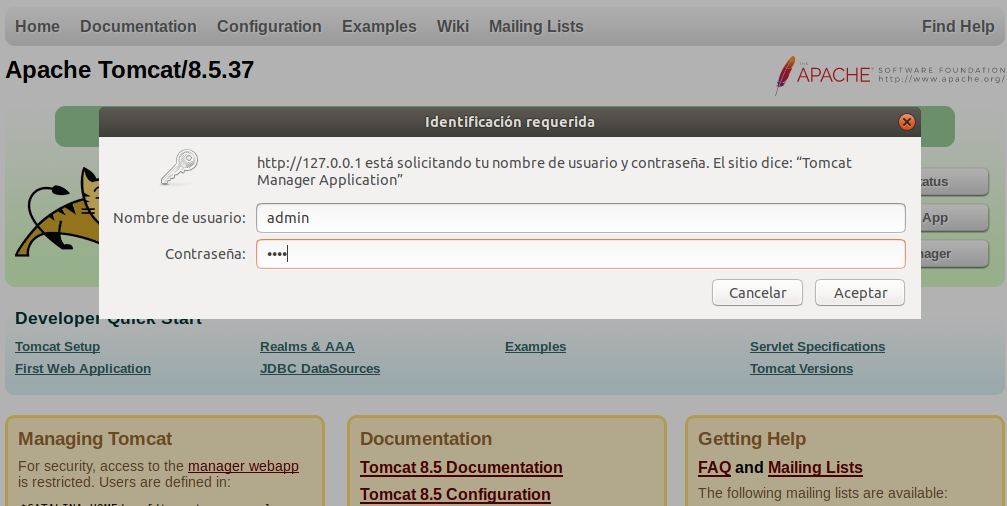 Home Documentation Configuration Examples Wiki Mailing Lists Find Help
Apache Tomcat/8.5.37
THE
APACHE SOFTWARE FOUNDATION
http://www.apache.org/
Identificación requerida
http://127.0.0.1 está solicitando tu nombre de usuario y contraseña. El sitio dice: “Tomcat
Manager Application”
Nombre de usuario: admin
Contraseña: ••••
Cancelar Aceptar
App
Developer Quick Start
Tomcat Setup Realms & AAA Examples Servlet Specifications
First Web Application JDBC DataSources Tomcat Versions
Managing Tomcat
For security, access to the manager webapp
is restricted. Users are defined in:
Documentation
Tomcat 8.5 Documentation
Tomcat 8.5 Configuration
Getting Help
FAQ and Mailing Lists
The following mailing lists are available: